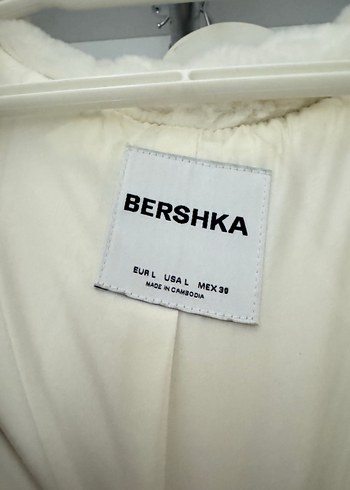 BERSHKA
EUR L USA L MEX 30
MADE IN CAMBODIA